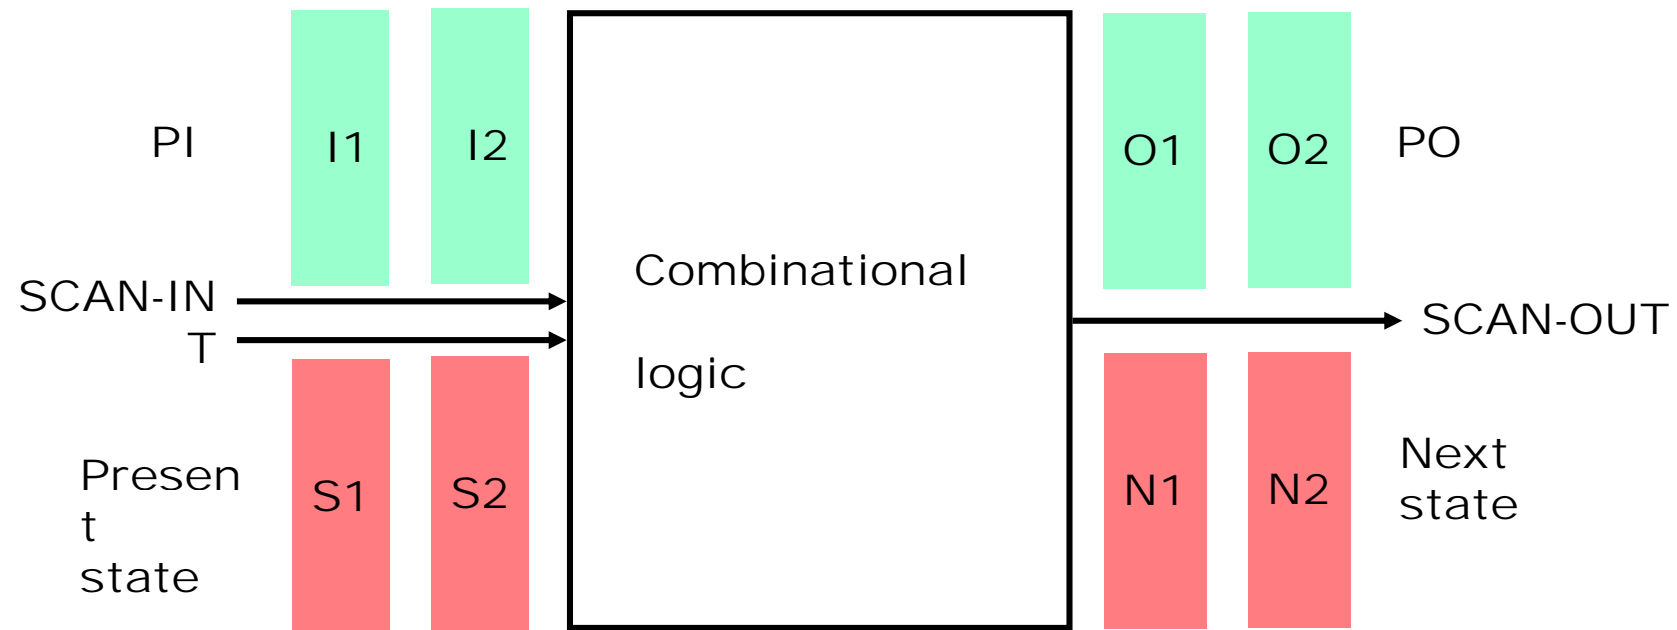 PI
I1
I2
O1
O2
PO
SCAN-IN
T
Combinational
logic
SCAN-OUT
Presen
t
state
S1
S2
N1
N2
Next
state